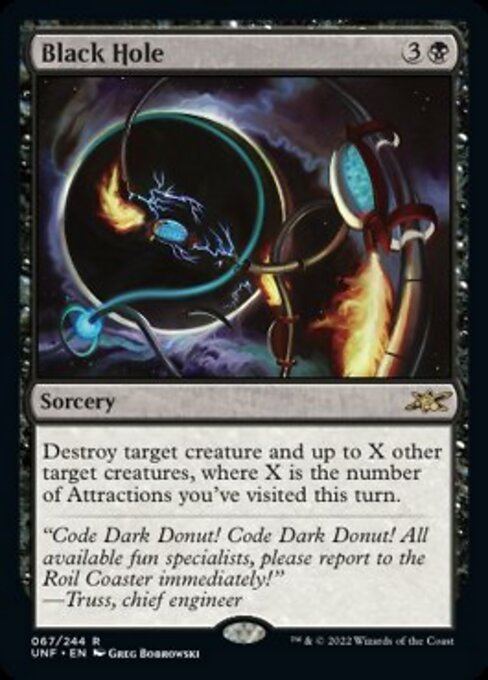 Black Hole 3
Sorcery
Destroy target creature and up to X other
target creatures, where X is the number
of Attractions you've visited this turn.
“Code Dark Donut! Code Dark Donut! All
available fun specialists, please report to the
Roil Coaster immediately!”
—Truss, chief engineer
067/244 R
™ & © 2022 Wizards of the Coast
UNF • EN Greg Bobrowski